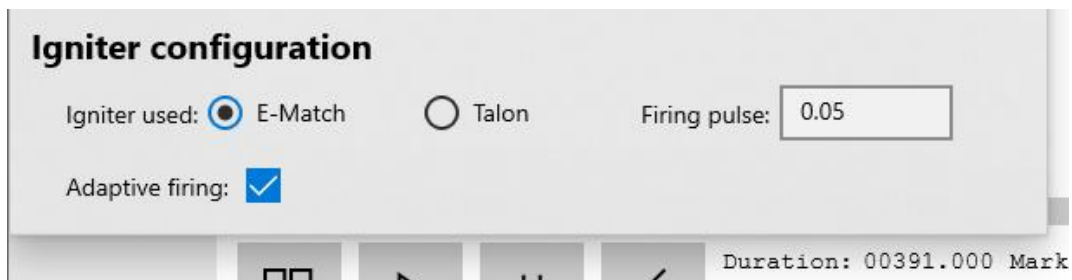 Igniter configuration
Igniter used: E-Match Talon Firing pulse: 0.05
Adaptive firing:
Duration: 00391.000 Mark